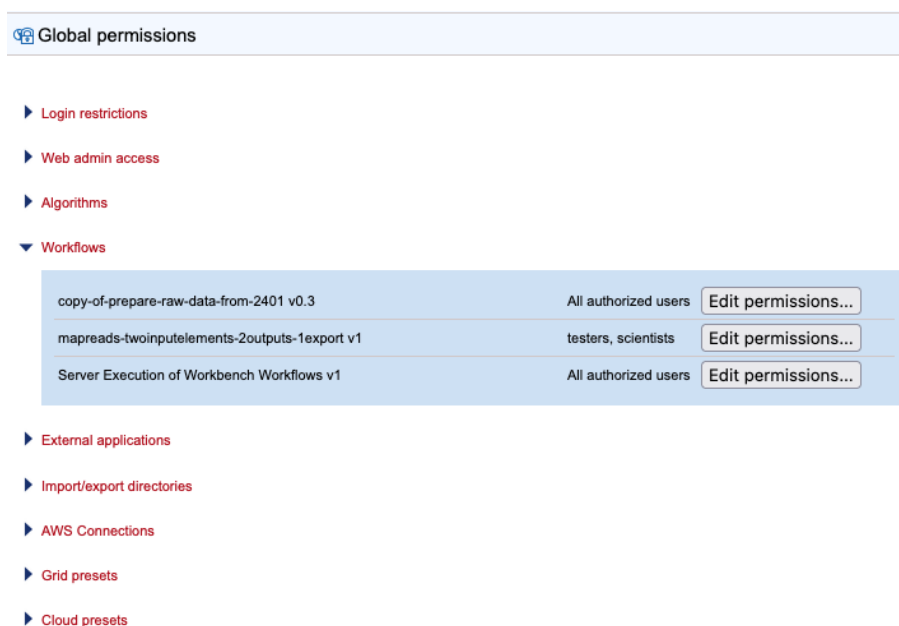 Global permissions
Login restrictions
Web admin access
Algorithms
Workflows
copy-of-prepare-raw-data-from-2401 v0.3 All authorized users Edit permissions...
mapreads-twoinputelements-2outputs-1export v1 testers, scientists Edit permissions...
Server Execution of Workbench Workflows v1 All authorized users Edit permissions...
External applications
Import/export directories
AWS Connections
Grid presets
Cloud presets